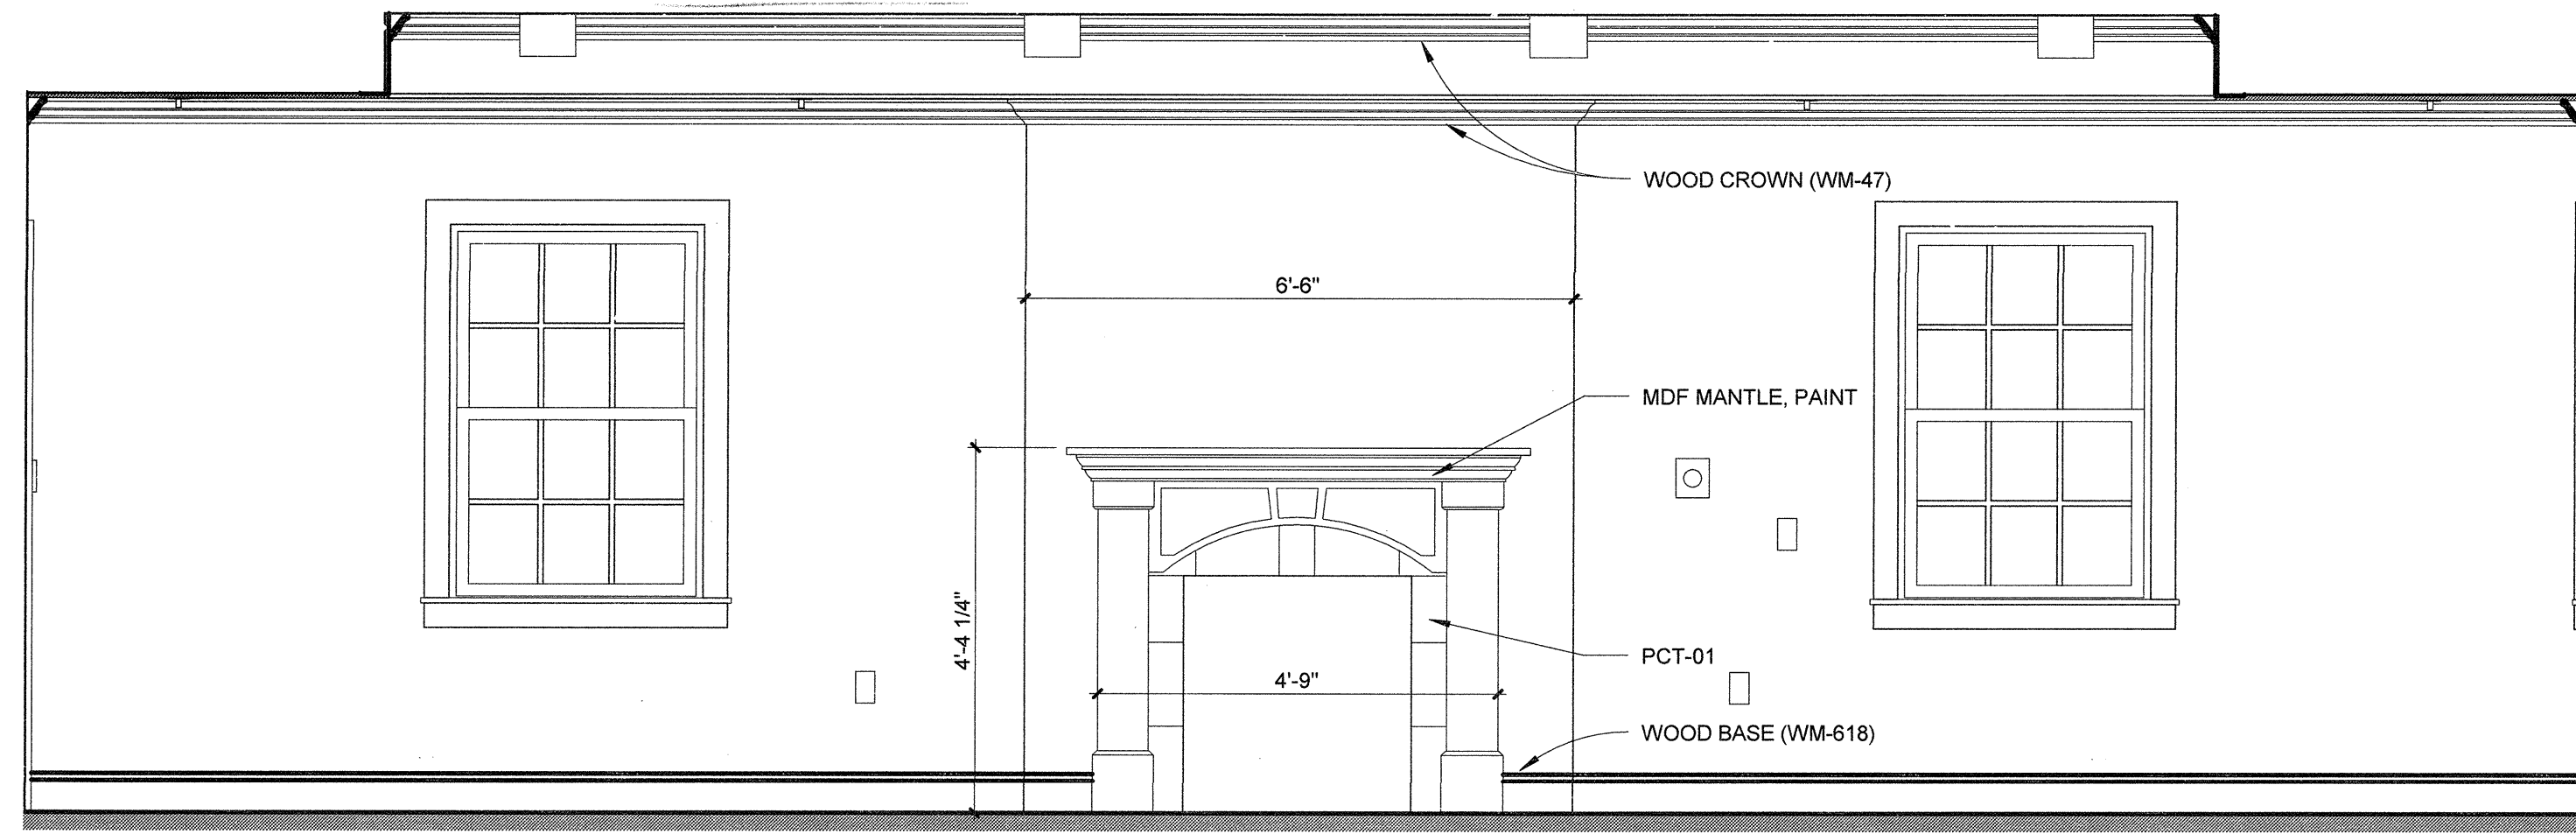 WOOD CROWN (WM-47)
6'-6"
MDF MANTLE, PAINT
4'-4 1/4"
PCT-01
4'-9"
WOOD BASE (WM-618)